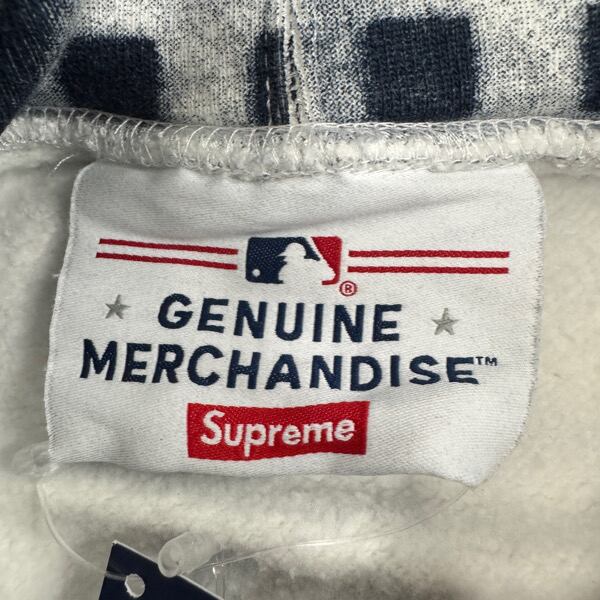 ®
GENUINE
MERCHANDISE™
Supreme